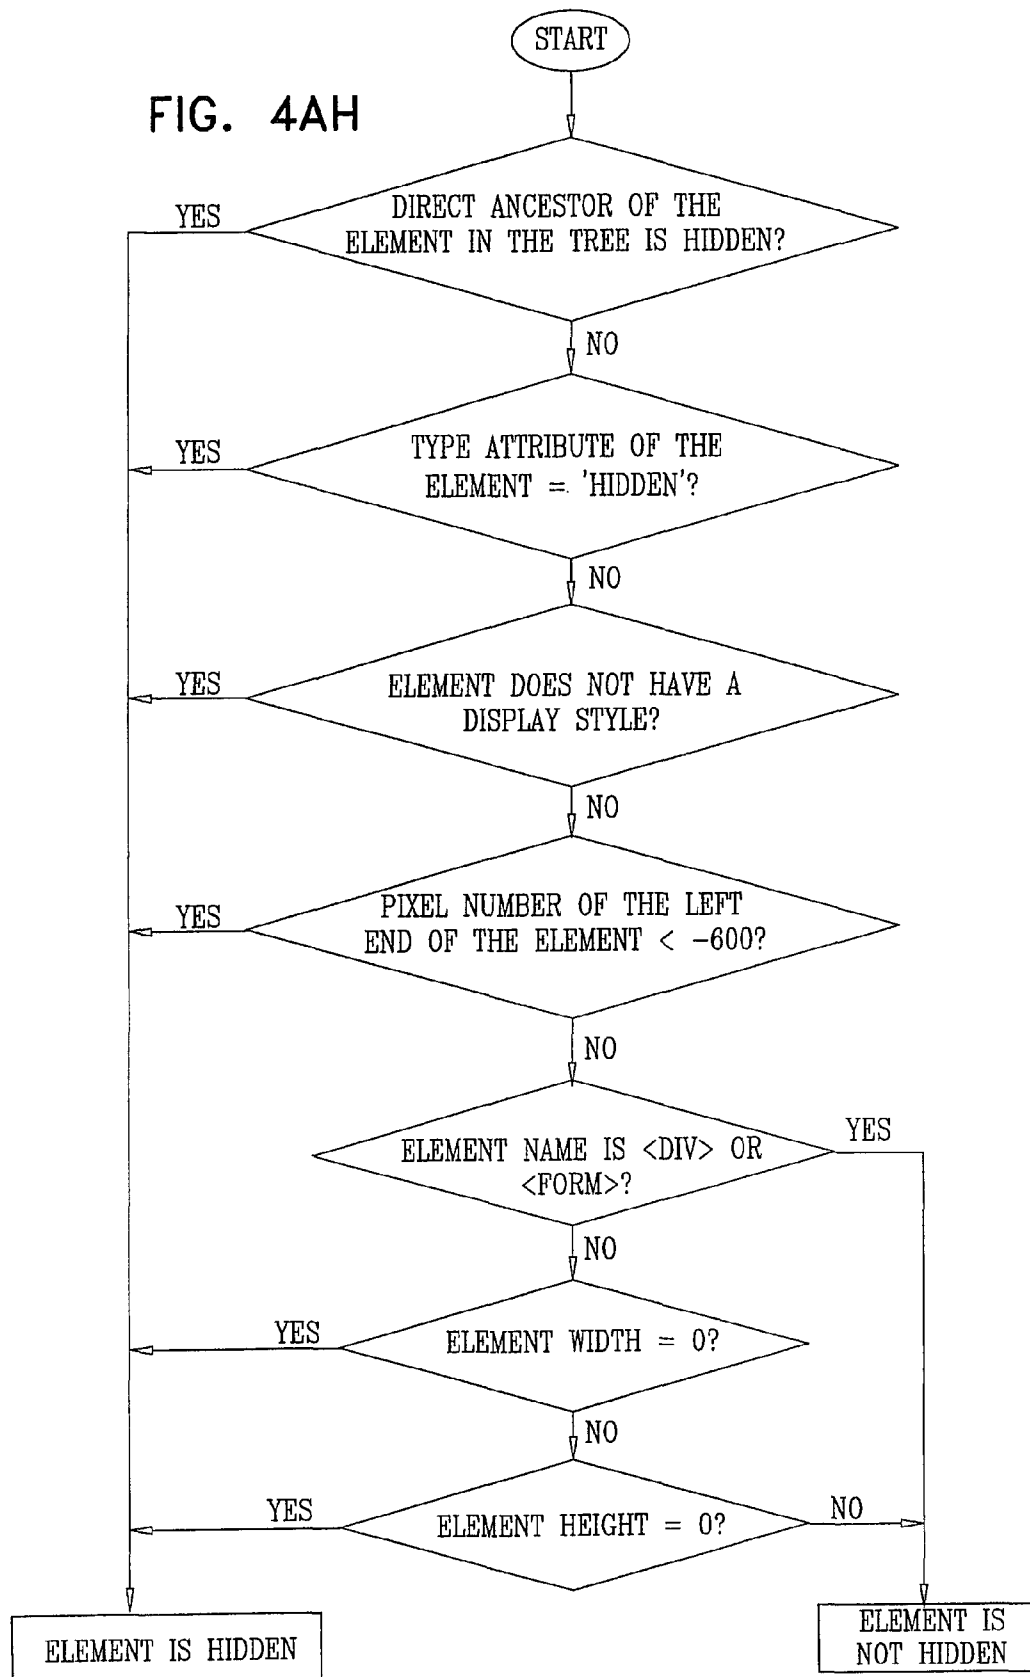 START
FIG. 4AH
DIRECT ANCESTOR OF THE
ELEMENT IN THE TREE IS HIDDEN?
YES
NO
TYPE ATTRIBUTE OF THE
ELEMENT = 'HIDDEN'?
YES
NO
ELEMENT DOES NOT HAVE A
DISPLAY STYLE?
YES
NO
PIXEL NUMBER OF THE LEFT
END OF THE ELEMENT < -600?
YES
NO
ELEMENT NAME IS <DIV> OR
<FORM>?
YES
NO
ELEMENT WIDTH = 0?
YES
NO
ELEMENT HEIGHT = 0?
YES
NO
ELEMENT IS HIDDEN
ELEMENT IS
NOT HIDDEN